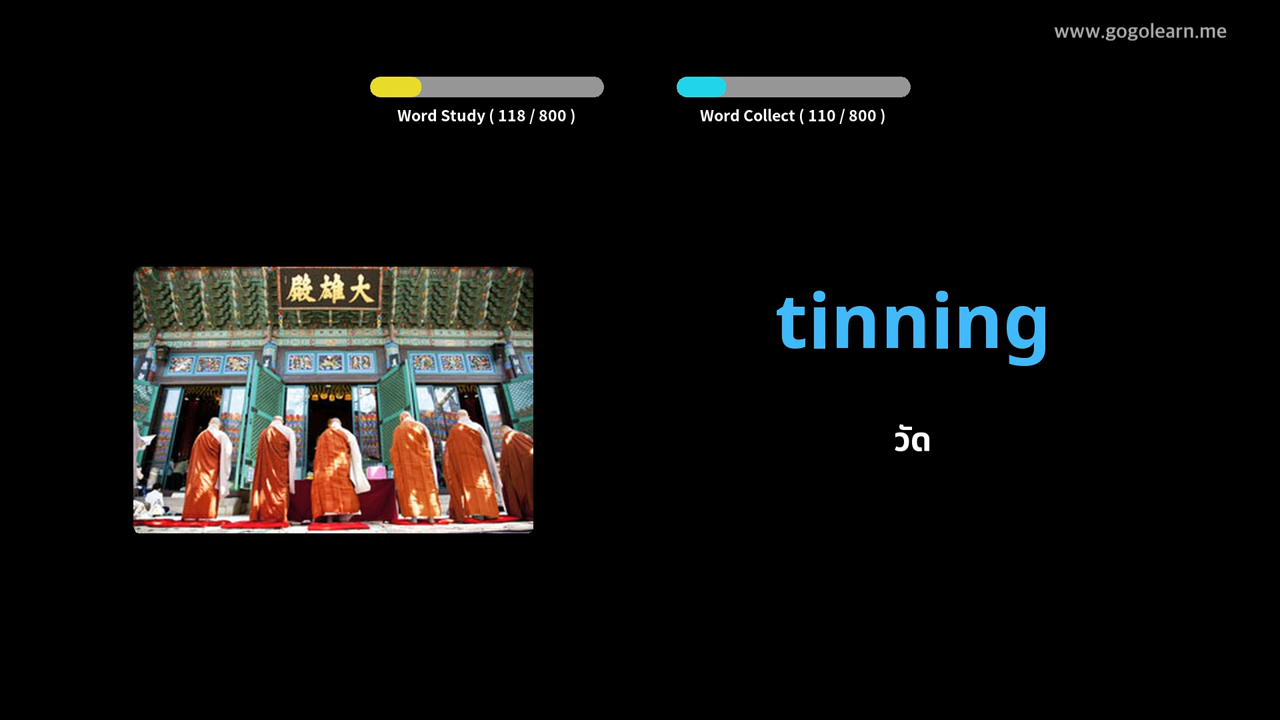 www.gogolearn.me
Word Study ( 118 / 800 )
Word Collect ( 110 / 800 )
殿雄大
tinning
วัด